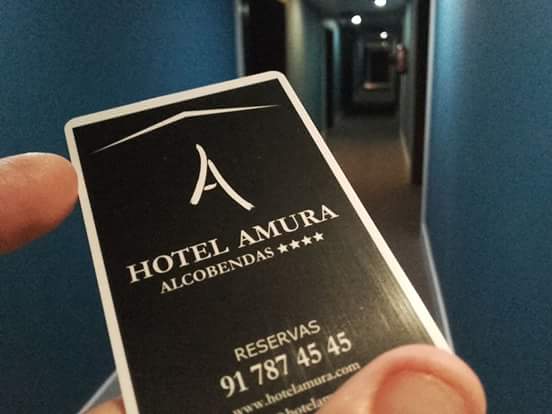 HOTEL AMURA
ALCOBENDAS ★★★★
RESERVAS
91 787 45 45
www.hotelamura.com